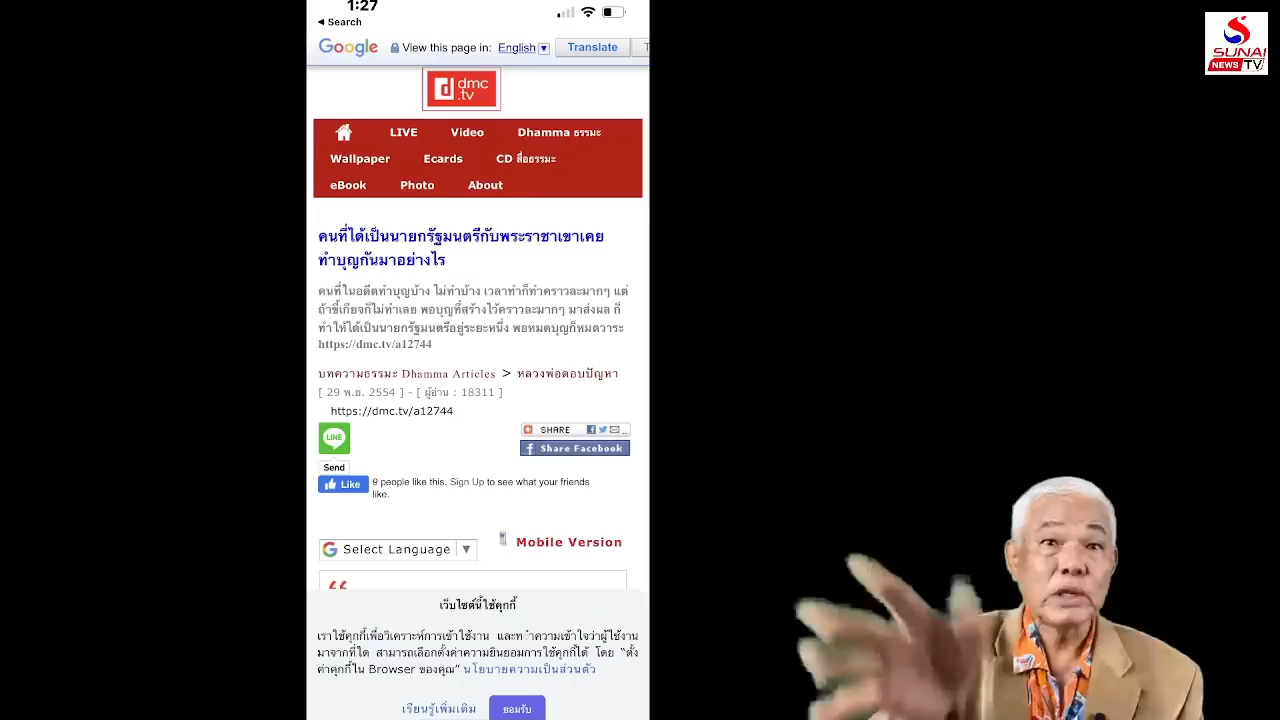 1:27
◀ Search
SUNAI
NEWS TV
Google View this page in: English ▼ Translate
dmc
.tv
LIVE Video Dhamma ธรรมะ
Wallpaper Ecards CD สื่อธรรมะ
eBook Photo About
คนที่ได้เป็นนายกรัฐมนตรีกับพระราชาเขาเคย
ทำบุญกันมาอย่างไร
คนที่ในอดีตทำบุญบ้าง ไม่ทำบ้าง เวลาทำก็ทำคราวละมากๆ แต่
ถ้าขี้เกียจก็ไม่ทำเลย พอบุญที่สร้างไว้คราวละมากๆ มาส่งผล ก็
ทำให้ได้เป็นนายกรัฐมนตรีอยู่ระยะหนึ่ง พอหมดบุญก็หมดวาระ
https://dmc.tv/a12744
บทความธรรมะ Dhamma Articles > หลวงพ่อตอบปัญหา
[ 29 พ.ย. 2554 ] - [ ผู้อ่าน : 18311 ]
https://dmc.tv/a12744
LINE
Send
SHARE
Share Facebook
Like 9 people like this. Sign Up to see what your friends
like.
Select Language ▼
Mobile Version
เว็บไซต์นี้ใช้คุกกี้
เราใช้คุกกี้เพื่อวิเคราะห์การเข้าใช้งาน และทำความเข้าใจว่าผู้ใช้งาน
มาจากที่ใด สามารถเลือกตั้งค่าความยินยอมการใช้คุกกี้ได้ โดย "ตั้ง
ค่าคุกกี้ใน Browser ของคุณ" นโยบายความเป็นส่วนตัว
เรียนรู้เพิ่มเติม ยอมรับ